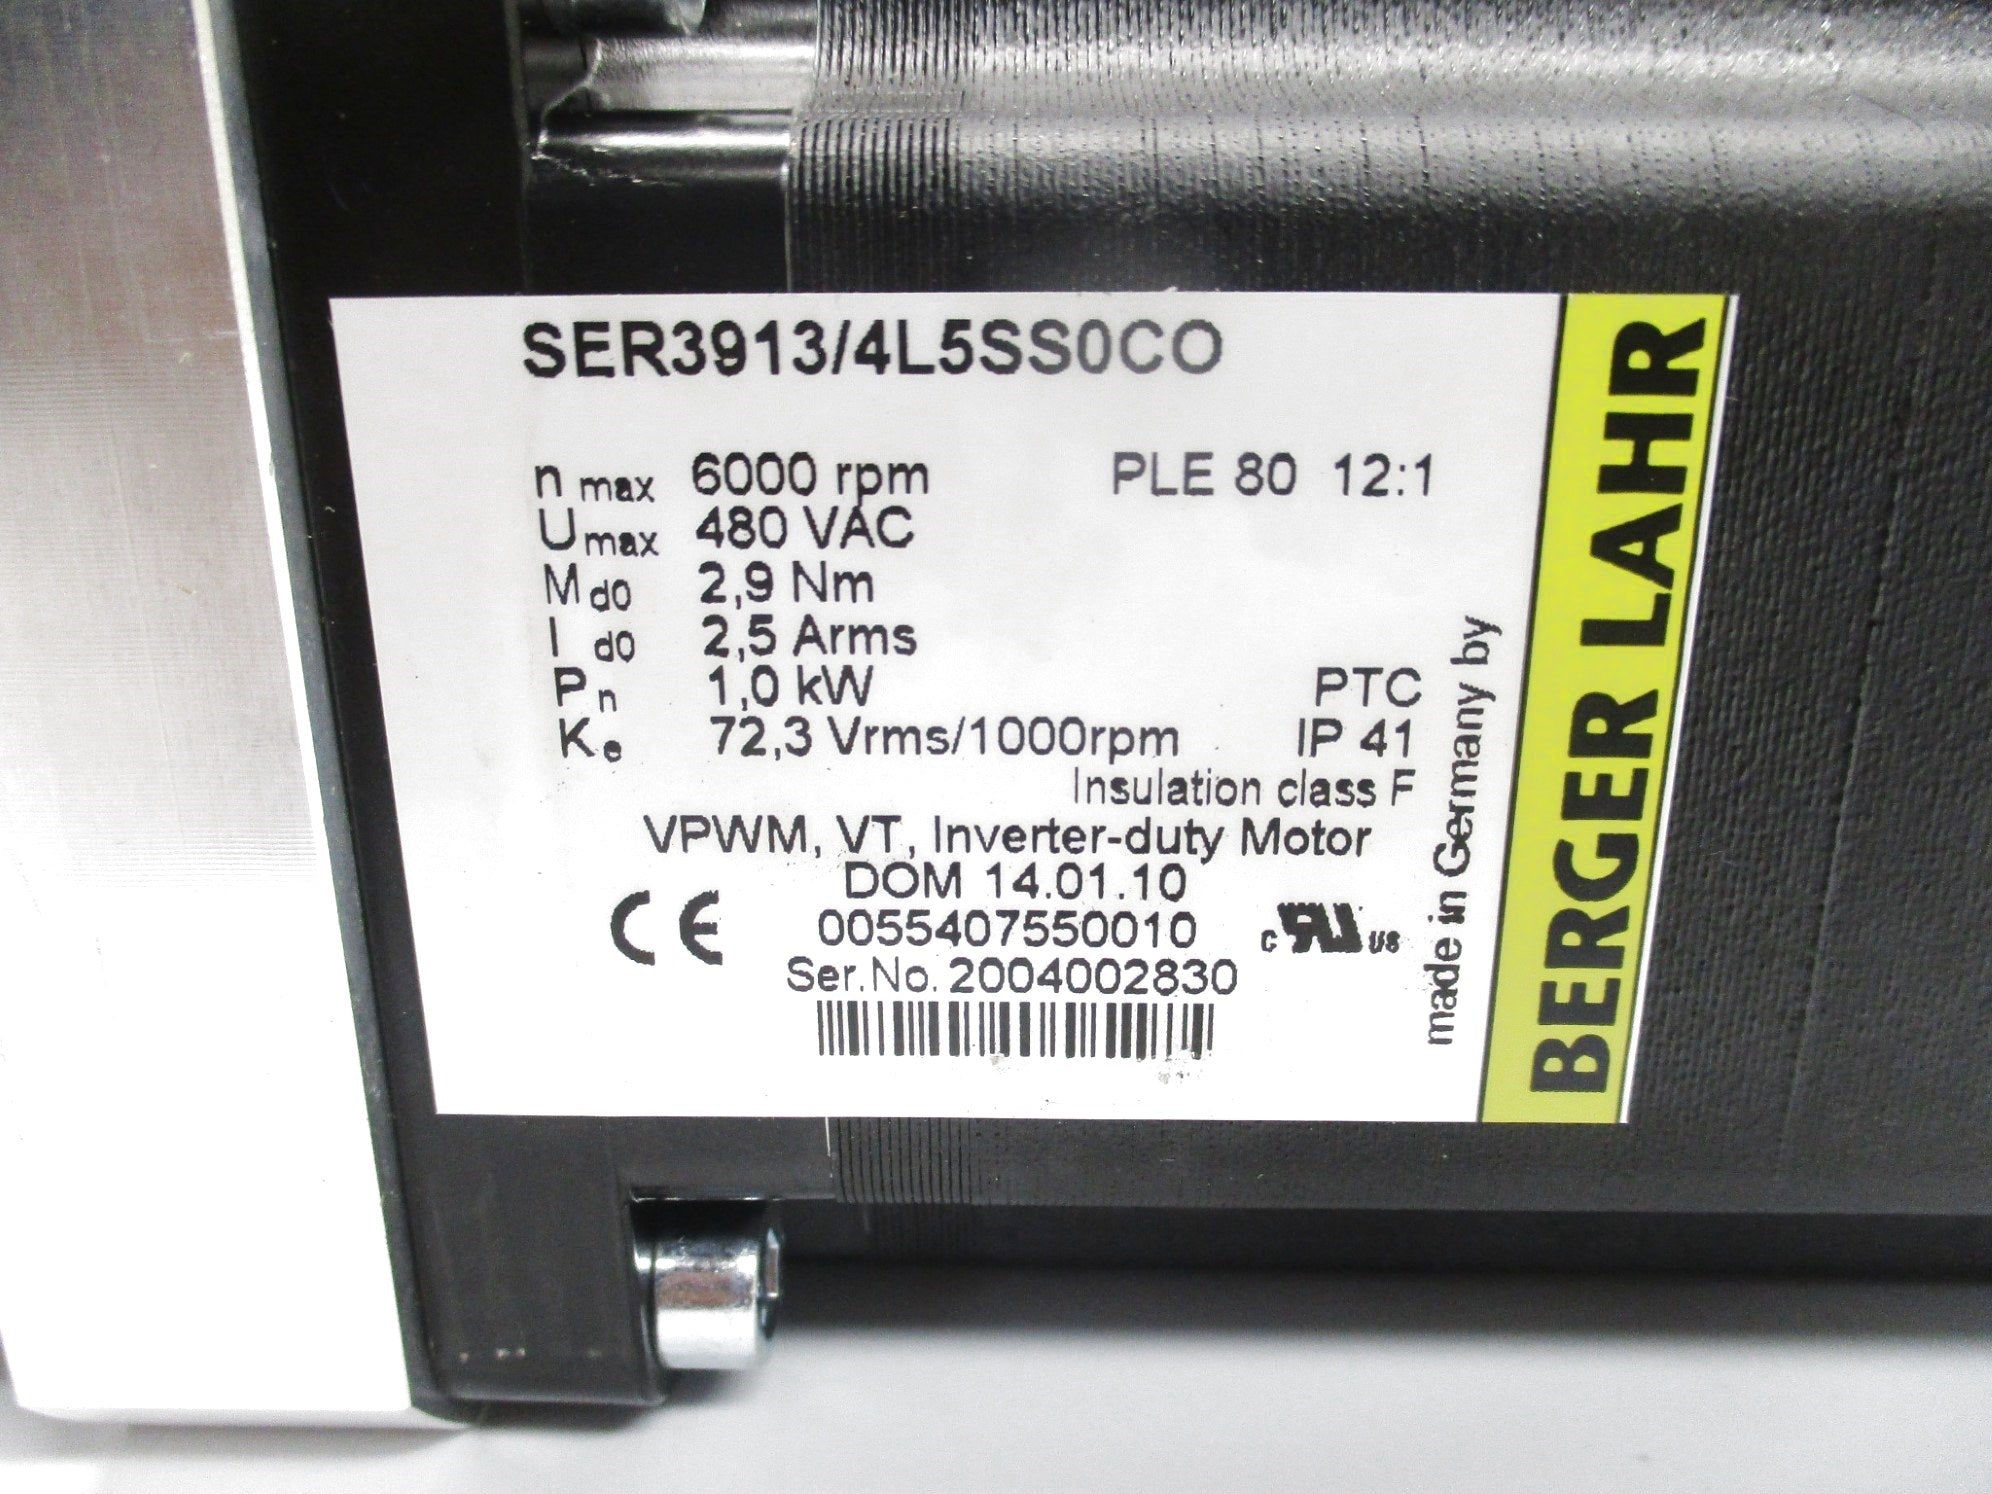 SER3913/4L5SS0CO
n max 6000 rpm PLE 80 12:1
U max 480 VAC
M d0 2,9 Nm
I d0 2,5 Arms
P n 1,0 kW PTC
K e 72,3 Vrms/1000rpm IP 41
Insulation class F
VPWM, VT, Inverter-duty Motor
DOM 14.01.10
CE 0055407550010 c RU us
Ser.No. 2004002830
made in Germany by
BERGER LAHR